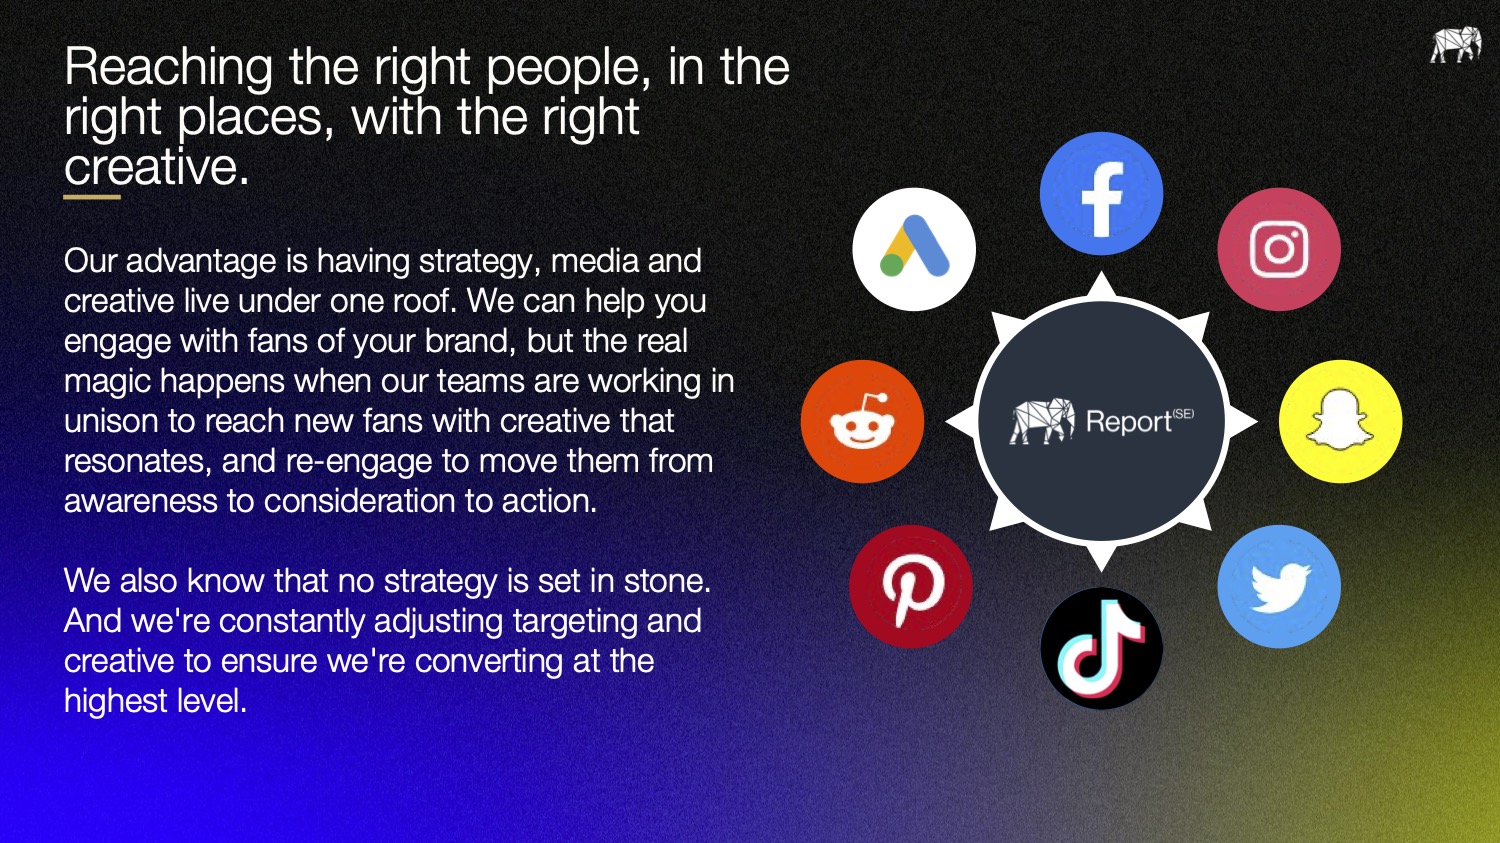 Reaching the right people, in the
right places, with the right
creative.
Our advantage is having strategy, media and
creative live under one roof. We can help you
engage with fans of your brand, but the real
magic happens when our teams are working in
unison to reach new fans with creative that
resonates, and re-engage to move them from
awareness to consideration to action.
We also know that no strategy is set in stone.
And we're constantly adjusting targeting and
creative to ensure we're converting at the
highest level.
Report(SE)